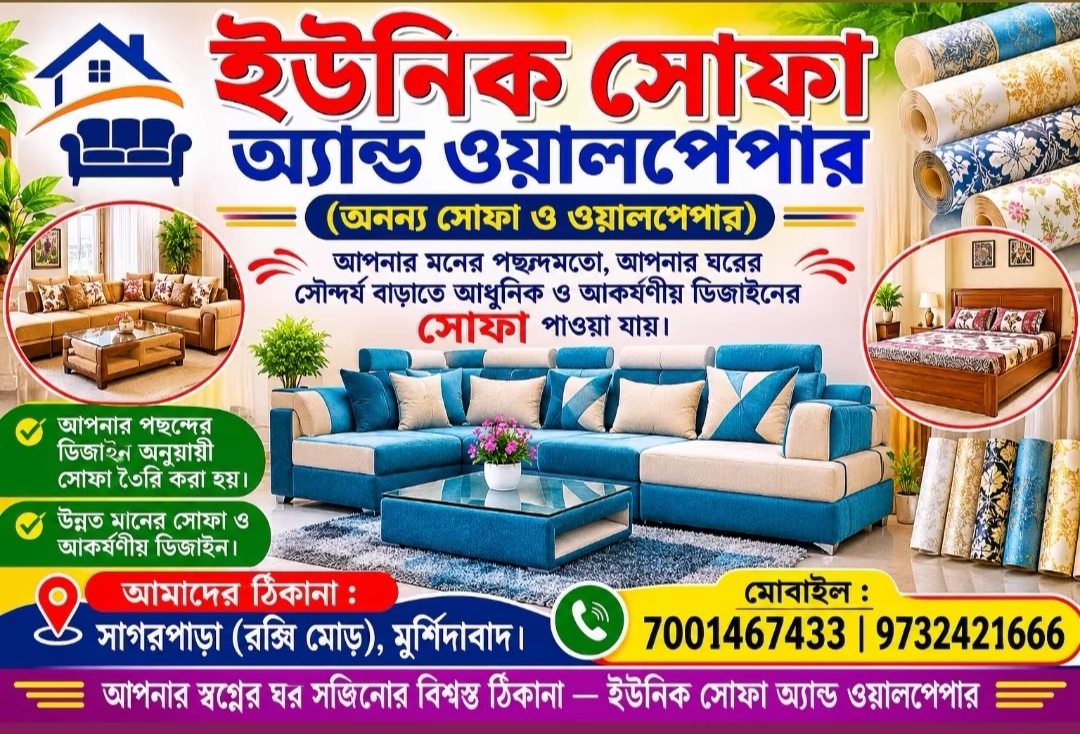 ইউনিক সোফা
অ্যান্ড ওয়ালপেপার
(অনন্য সোফা ও ওয়ালপেপার)
আপনার মনের পছন্দমতো, আপনার ঘরের
সৌন্দর্য বাড়াতে আধুনিক ও আকর্ষণীয় ডিজাইনের
সোফা পাওয়া যায়।
আপনার পছন্দের
ডিজাইন অনুযায়ী
সোফা তৈরি করা হয়।
উন্নত মানের সোফা ও
আকর্ষণীয় ডিজাইন।
আমাদের ঠিকানা :
সাগরপাড়া (রক্সি মোড়), মুর্শিদাবাদ।
মোবাইল :
7001467433 | 9732421666
আপনার স্বপ্নের ঘর সজিনোর বিশ্বস্ত ঠিকানা — ইউনিক সোফা অ্যান্ড ওয়ালপেপার